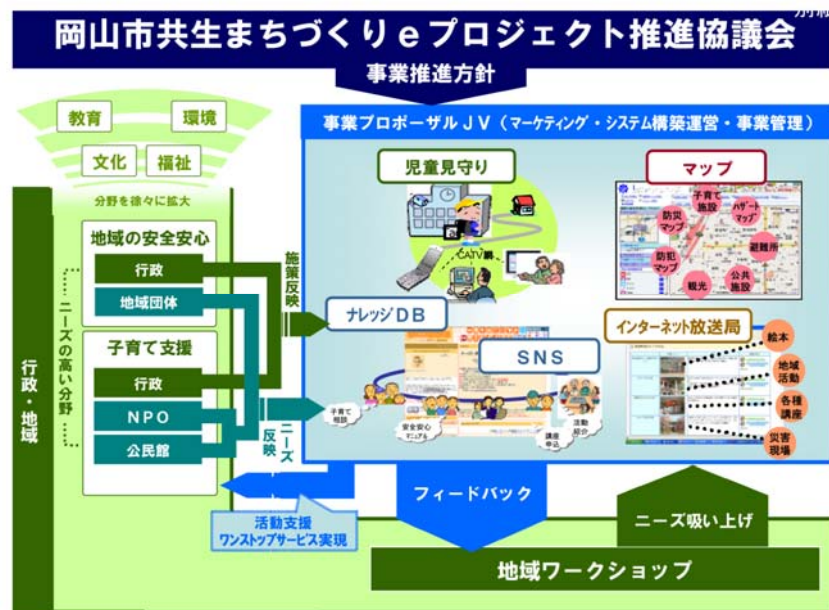 岡山市共生まちづくりeプロジェクト推進協議会
事業推進方針
教育
環境
文化
福祉
分野を徐々に拡大
行政・地域
ニーズの高い分野
地域の安全安心
行政
地域団体
子育て支援
行政
NPO
公民館
施策反映
ニーズ
反映
事業プロポーザルJV（マーケティング・システム構築運営・事業管理）
児童見守り
CATV網
マップ
子育て
施設
ハザード
マップ
防災
マップ
避難所
防犯
マップ
公共
施設
観光
ナレッジDB
SNS
子育て
相談
安全安心
マニュアル
講座
申込
活動
紹介
インターネット放送局
絵本
地域
活動
各種
講座
災害
現場
活動支援
ワンストップサービス実現
フィードバック
ニーズ吸い上げ
地域ワークショップ